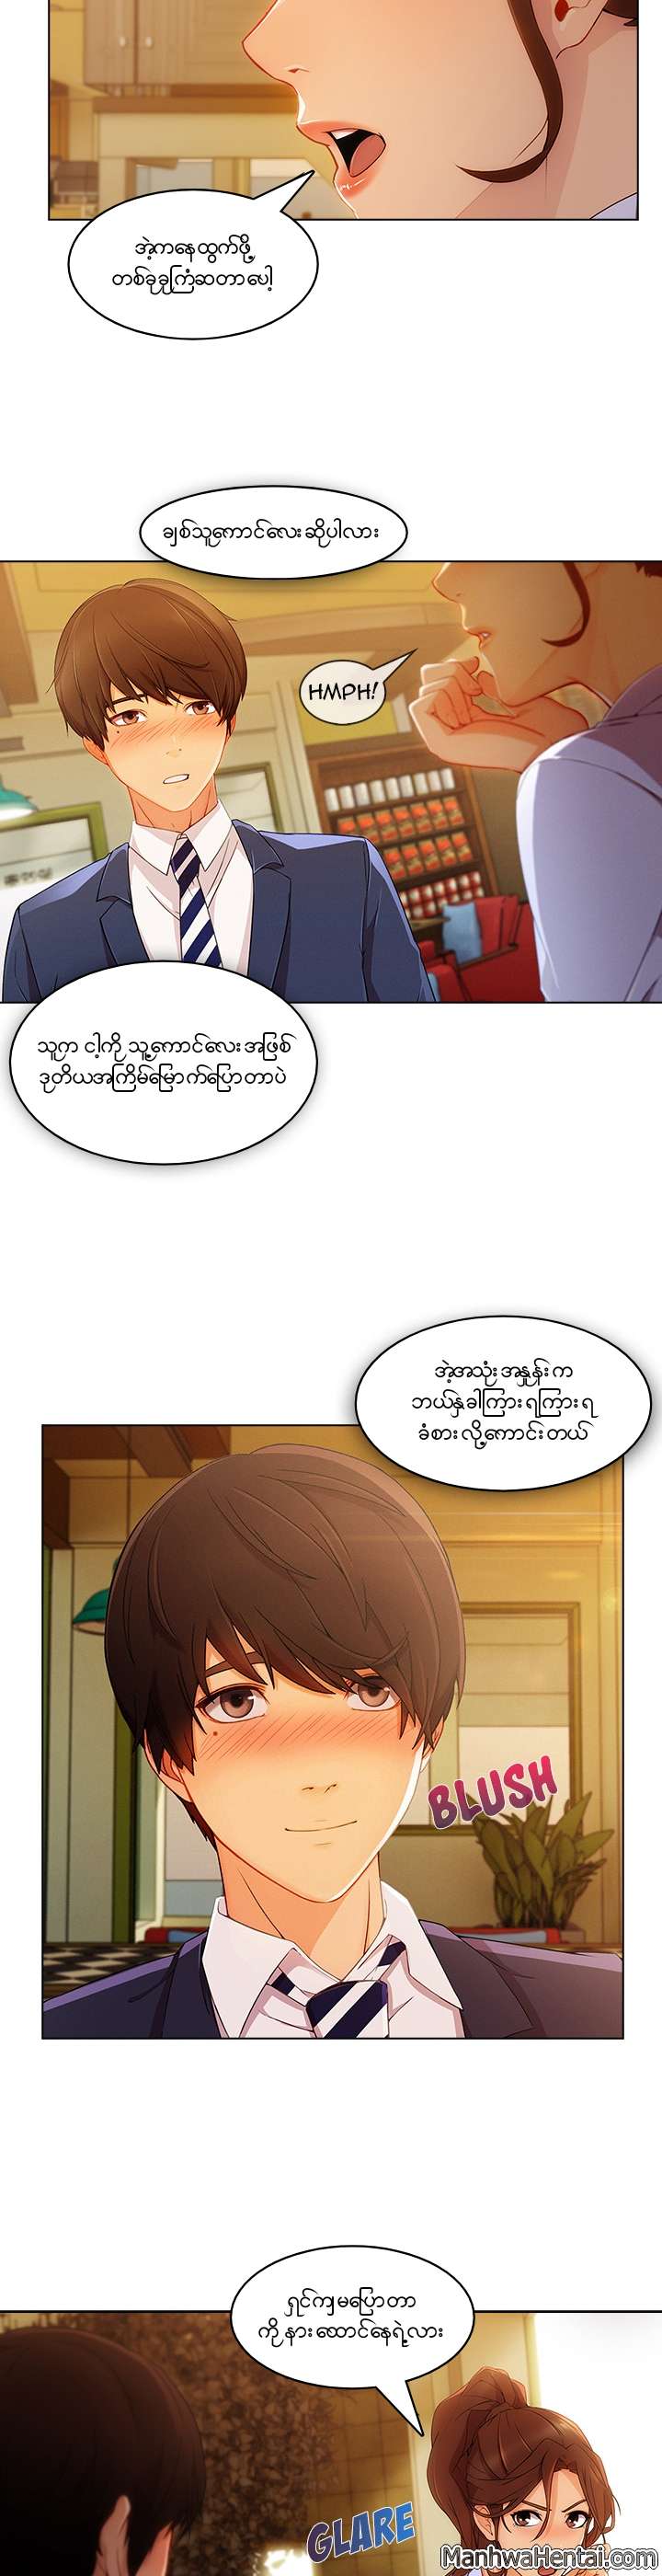 အဲ့ကနေထွက်ဖို့
တစ်ခုခုကြံဆတာပေါ့
ချစ်သူကောင်လေးဆိုပါလား
HMPH!
သူက ငါ့ကို သူ့ကောင်လေးအဖြစ်
ဒုတိယအကြိမ်မြောက်ပြောတာပဲ
အဲ့အသုံးအနှုန်းက
ဘယ်နှခါကြားရကြားရ
ခံစားလို့ကောင်းတယ်
BLUSH
ရှင်ကျမပြောတာ
ကိုနားထောင်နေရဲ့လား
GLARE
ManhwaHentai.com